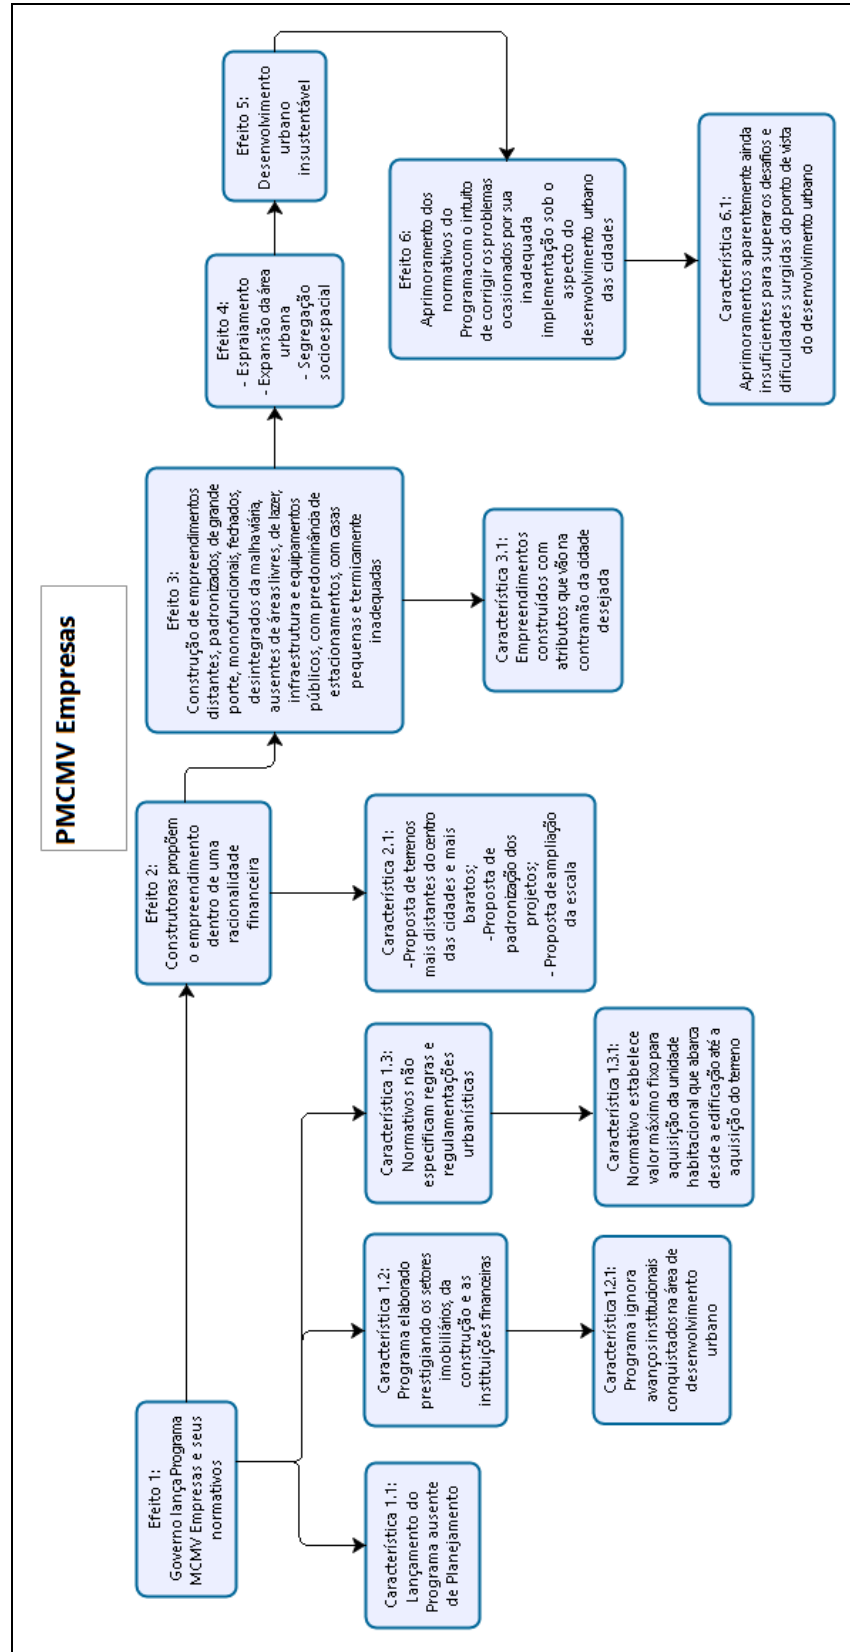 PMCMV Empresas
Efeito 1:
Governo lança Programa
MCMV Empresas e seus
normativos
Efeito 2:
Construtoras propõem
o empreendimento
dentro de uma
racionalidade
financeira
Efeito 3:
Construção de empreendimentos
distantes, padronizados, de grande
porte, monofuncionais, fechados,
desintegrados da malha viária,
ausentes de áreas livres, de lazer,
infraestrutura e equipamentos
públicos, com predominância de
estacionamentos, com casas
pequenas e termicamente
inadequadas
Efeito 4:
- Espraiamento
- Expansão da área
urbana
- Segregação
socioespacial
Efeito 5:
Desenvolvimento
urbano
insustentável
Característica 1.1:
Lançamento do
Programa ausente
de Planejamento
Característica 1.2:
Programa elaborado
prestigiando os setores
imobiliários, da
construção e as
instituições financeiras
Característica 1.3:
Normativos não
especificam regras e
regulamentações
urbanísticas
Característica 2.1:
-Proposta de terrenos
mais distantes do centro
das cidades e mais
baratos;
-Proposta de
padronização dos
projetos;
- Proposta de ampliação
da escala
Característica 3.1:
Empreendimentos
construídos com
atributos que vão na
contramão da cidade
desejada
Efeito 6:
Aprimoramento dos
normativos do
Programacom o intuito
de corrigir os problemas
ocasionados por sua
inadequada
implementação sob o
aspecto do
desenvolvimento urbano
das cidades
Característica 1.2.1:
Programa ignora
avanços institucionais
conquistados na área de
desenvolvimento
urbano
Característica 1.3.1:
Normativo estabelece
valor máximo fixo para
aquisição da unidade
habitacional que abarca
desde a edificação até a
aquisição do terreno
Característica 6.1:
Aprimoramentos aparentemente ainda
insuficientes para superar os desafios e
dificuldades surgidas do ponto de vista
do desenvolvimento urbano